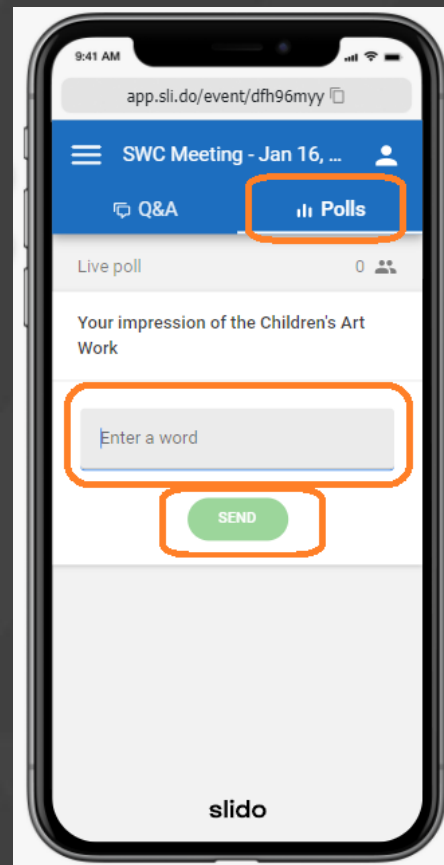 9:41 AM
app.sli.do/event/dfh96myy
SWC Meeting - Jan 16, ...
Q&A Polls
Live poll 0
Your impression of the Children's Art
Work
Enter a word
SEND
slido